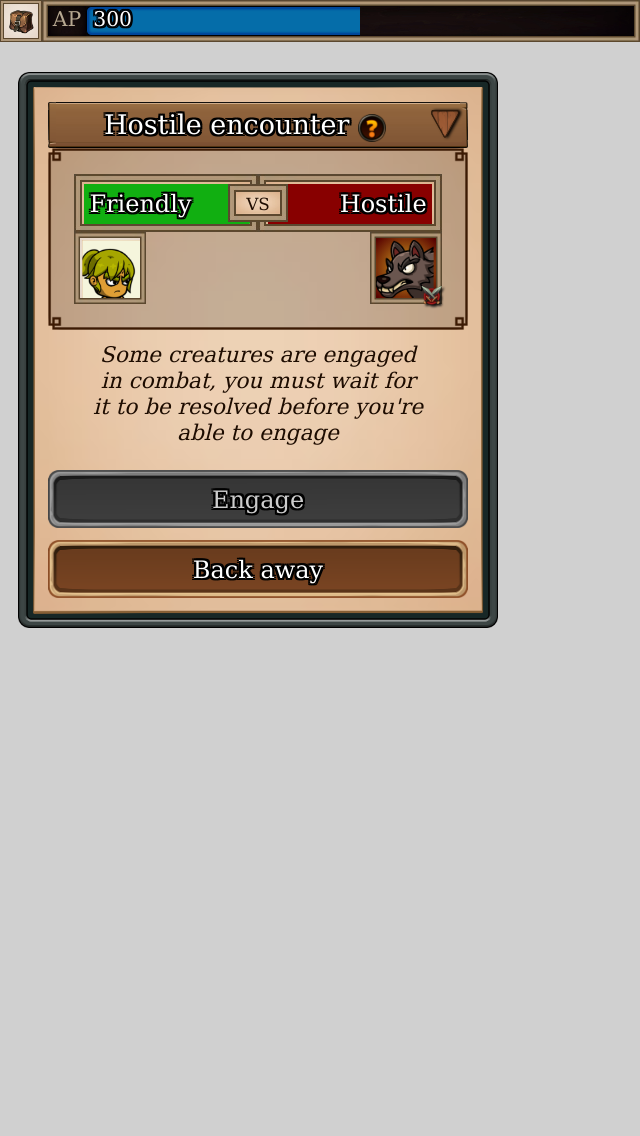 AP 300
Hostile encounter ?
Friendly VS Hostile
Some creatures are engaged
in combat, you must wait for
it to be resolved before you're
able to engage
Engage
Back away